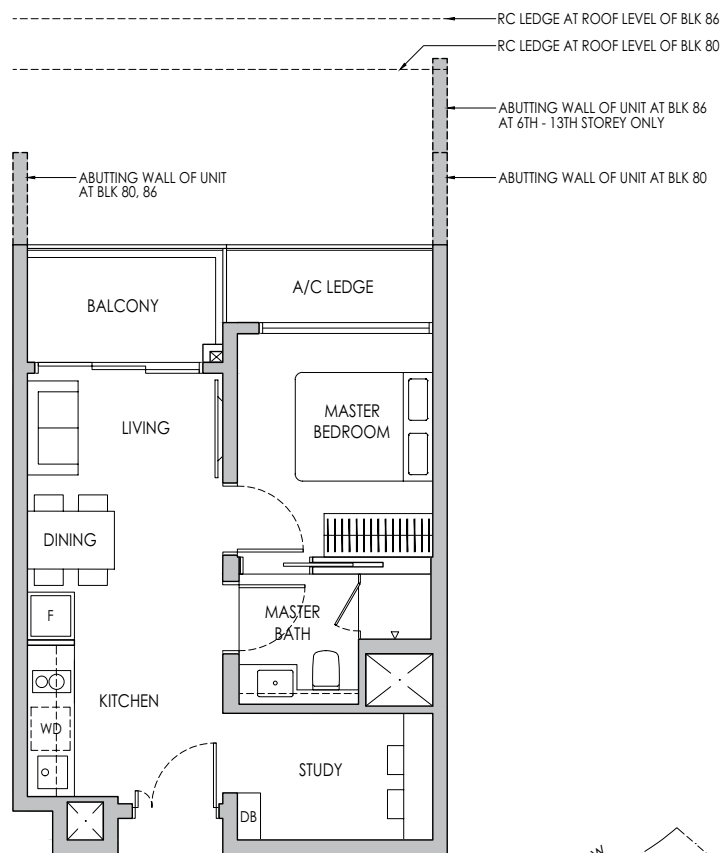 RC LEDGE AT ROOF LEVEL OF BLK 86
RC LEDGE AT ROOF LEVEL OF BLK 80
ABUTTING WALL OF UNIT AT BLK 86
AT 6TH - 13TH STOREY ONLY
ABUTTING WALL OF UNIT
AT BLK 80, 86
ABUTTING WALL OF UNIT AT BLK 80
A/C LEDGE
BALCONY
MASTER
BEDROOM
LIVING
DINING
F
MASTER
BATH
KITCHEN
WD
STUDY
DB
W